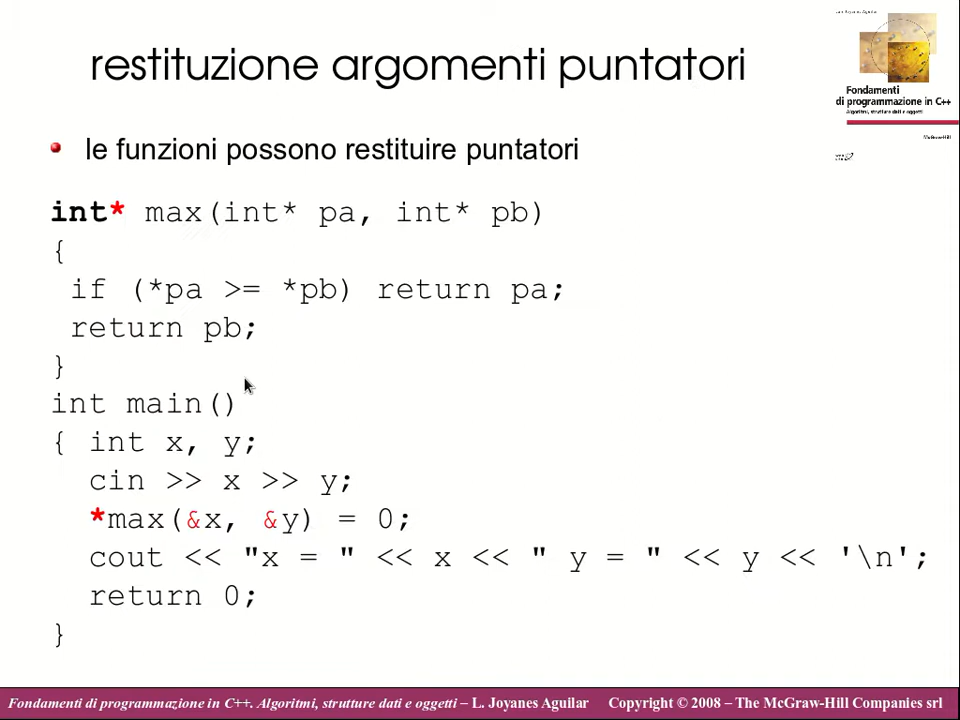 restituzione argomenti puntatori
Fondamenti
di programmazione in C++
Algoritmi, strutture dati e oggetti
McGraw-Hill
le funzioni possono restituire puntatori
int* max(int* pa, int* pb)
{
if (*pa >= *pb) return pa;
return pb;
}
int main()
{ int x, y;
cin >> x >> y;
*max(&x, &y) = 0;
cout << "x = " << x << " y = " << y << '\n';
return 0;
}
Fondamenti di programmazione in C++. Algoritmi, strutture dati e oggetti – L. Joyanes Aguilar Copyright © 2008 – The McGraw-Hill Companies srl